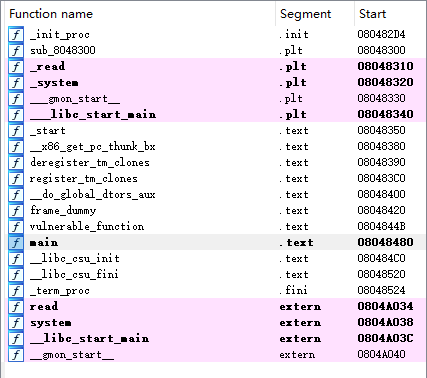 Function name Segment Start
f _init_proc .init 080482D4
f sub_8048300 .plt 08048300
f _read .plt 08048310
f _system .plt 08048320
f ___gmon_start__ .plt 08048330
f ___libc_start_main .plt 08048340
f _start .text 08048350
f __x86_get_pc_thunk_bx .text 08048380
f deregister_tm_clones .text 08048390
f register_tm_clones .text 080483C0
f __do_global_dtors_aux .text 08048400
f frame_dummy .text 08048420
f vulnerable_function .text 0804844B
f main .text 08048480
f __libc_csu_init .text 080484C0
f __libc_csu_fini .text 08048520
f _term_proc .fini 08048524
f read extern 0804A034
f system extern 0804A038
f __libc_start_main extern 0804A03C
f __gmon_start__ extern 0804A040